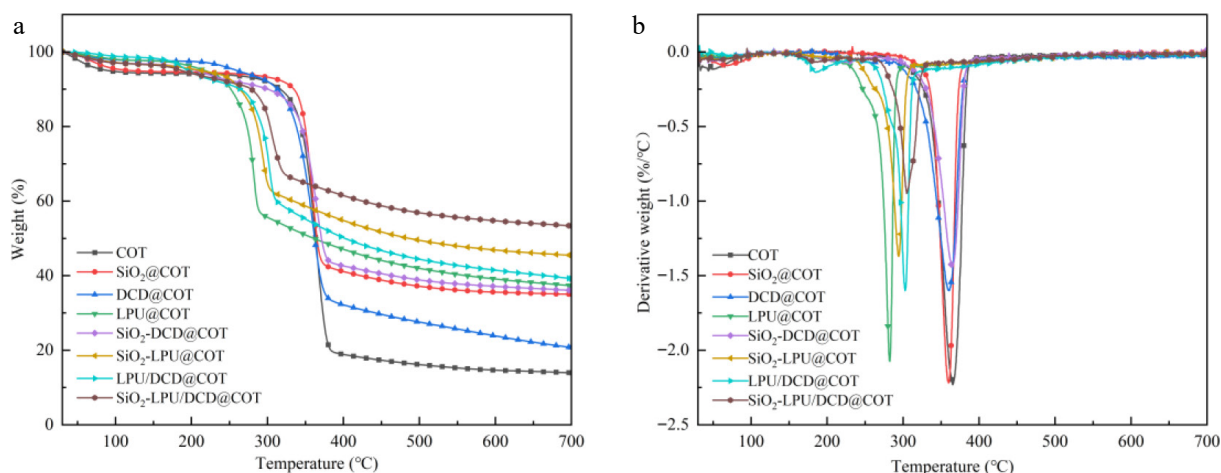 a
100
80
60
40
20
0
Weight (%)
COT
SiO₂@COT
DCD@COT
LPU@COT
SiO₂-DCD@COT
SiO₂-LPU@COT
LPU/DCD@COT
SiO₂-LPU/DCD@COT
100 200 300 400 500 600 700
Temperature (℃)
b
0.0
−0.5
−1.0
−1.5
−2.0
−2.5
Derivative weight (%/℃)
COT
SiO₂@COT
DCD@COT
LPU@COT
SiO₂-DCD@COT
SiO₂-LPU@COT
LPU/DCD@COT
SiO₂-LPU/DCD@COT
100 200 300 400 500 600 700
Temperature (℃)